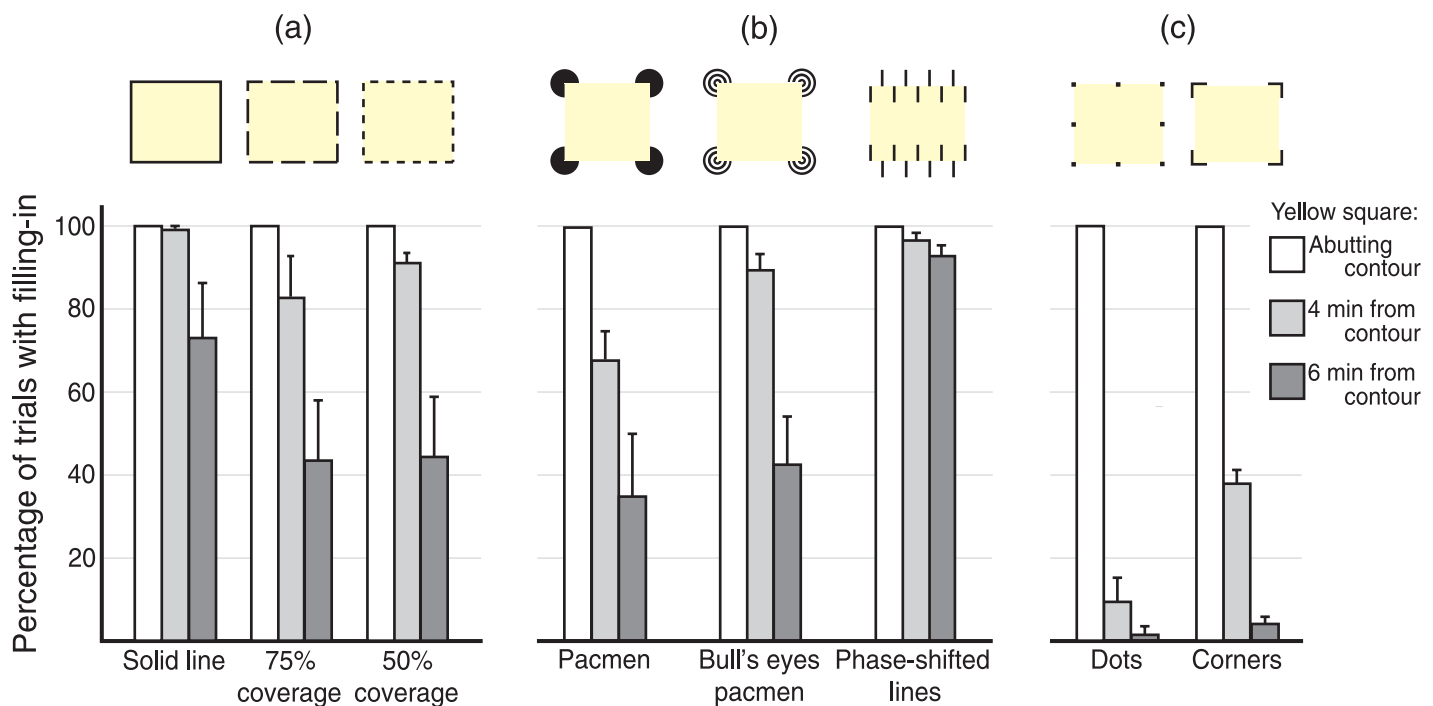 (a)
(b)
(c)
Percentage of trials with filling-in
100
80
60
40
20
Solid line
75%
coverage
50%
coverage
Pacmen
Bull's eyes
pacmen
Phase-shifted
lines
Dots
Corners
Yellow square:
Abutting
contour
4 min from
contour
6 min from
contour